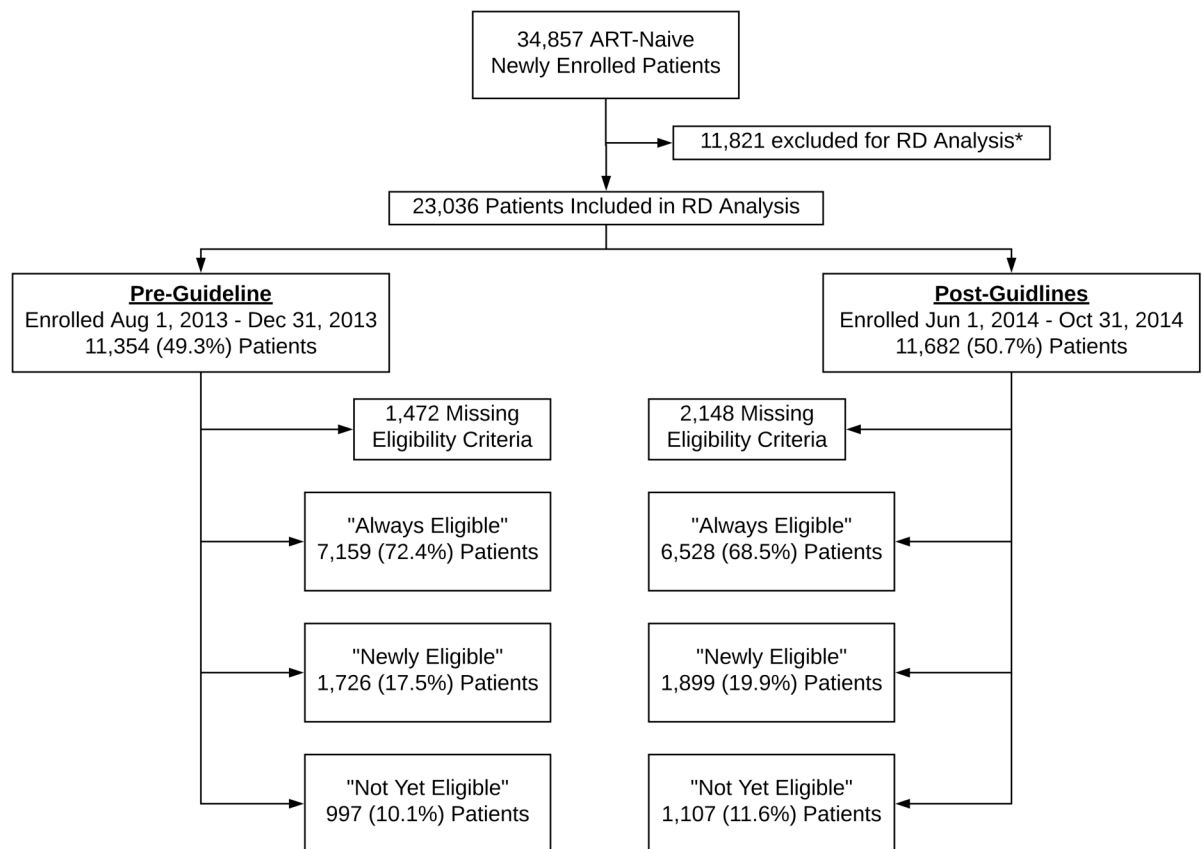 34,857 ART-Naive
Newly Enrolled Patients
11,821 excluded for RD Analysis*
23,036 Patients Included in RD Analysis
Pre-Guideline
Enrolled Aug 1, 2013 - Dec 31, 2013
11,354 (49.3%) Patients
Post-Guidlines
Enrolled Jun 1, 2014 - Oct 31, 2014
11,682 (50.7%) Patients
1,472 Missing
Eligibility Criteria
2,148 Missing
Eligibility Criteria
"Always Eligible"
7,159 (72.4%) Patients
"Always Eligible"
6,528 (68.5%) Patients
"Newly Eligible"
1,726 (17.5%) Patients
"Newly Eligible"
1,899 (19.9%) Patients
"Not Yet Eligible"
997 (10.1%) Patients
"Not Yet Eligible"
1,107 (11.6%) Patients